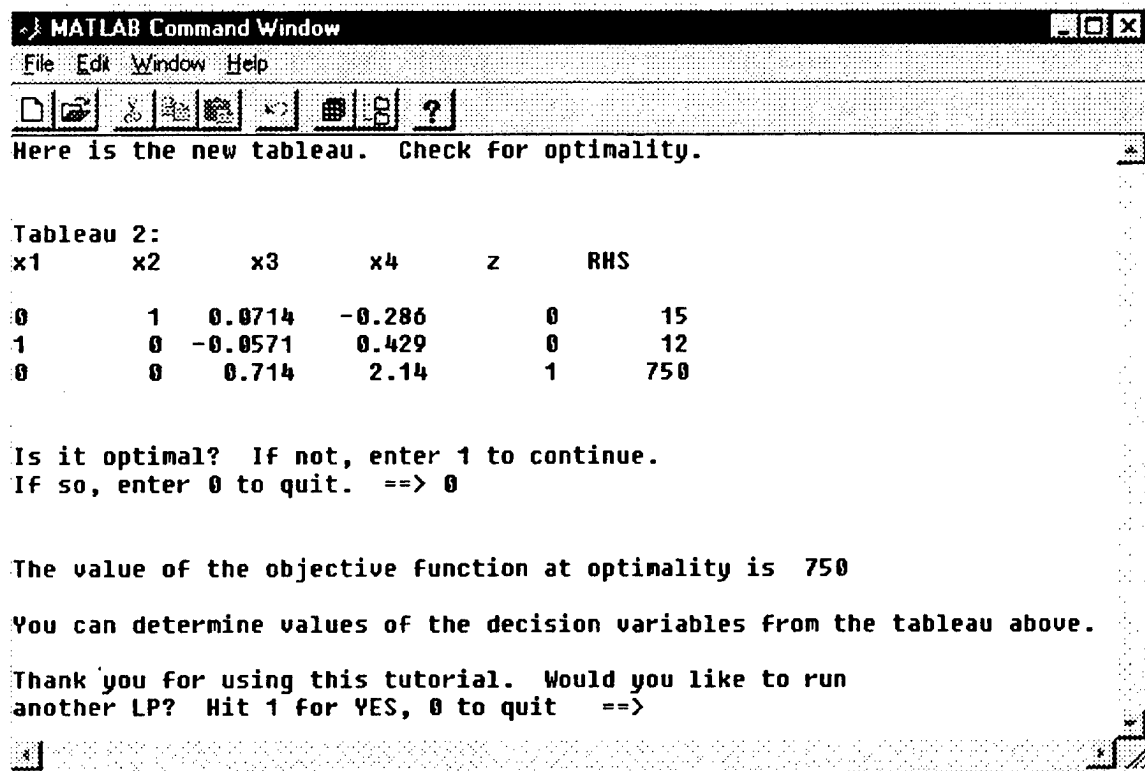 MATLAB Command Window
File Edit Window Help
Here is the new tableau. Check for optimality.
Tableau 2:
x1 x2 x3 x4 z RHS
0 1 0.0714 -0.286 0 15
1 0 -0.0571 0.429 0 12
0 0 0.714 2.14 1 750
Is it optimal? If not, enter 1 to continue.
If so, enter 0 to quit. ==> 0
The value of the objective function at optimality is 750
You can determine values of the decision variables from the tableau above.
Thank you for using this tutorial. Would you like to run
another LP? Hit 1 for YES, 0 to quit ==>